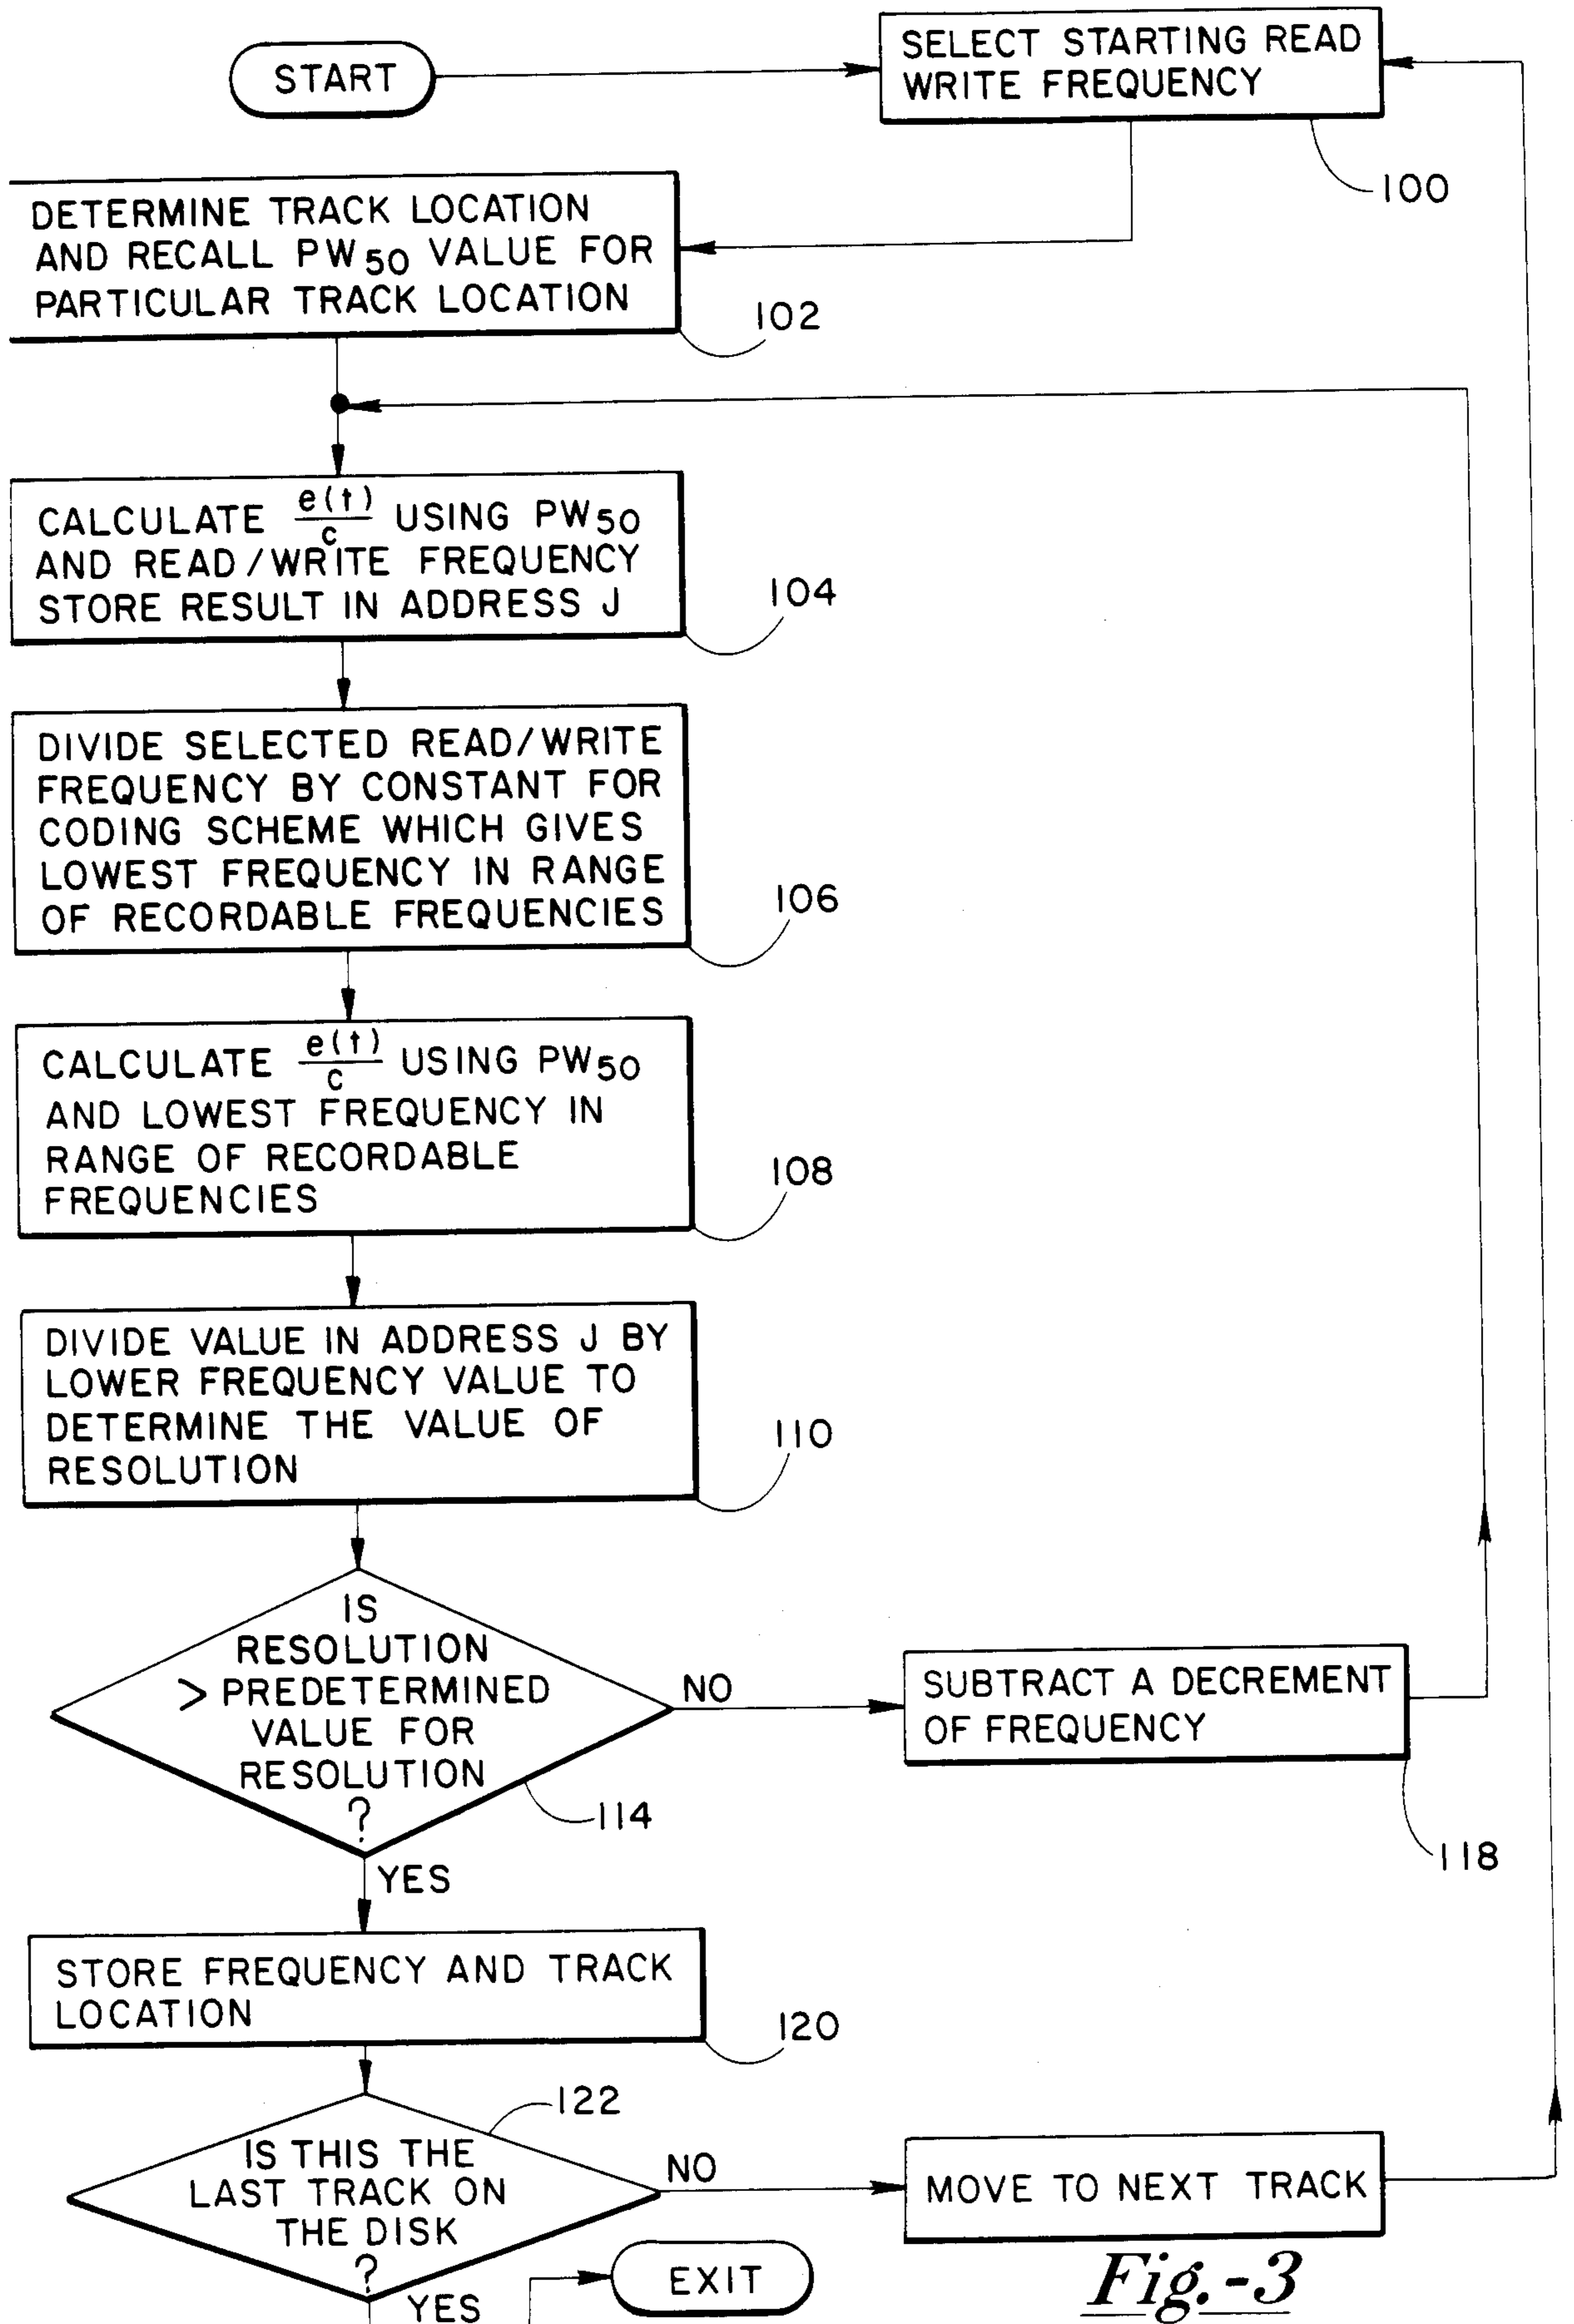 START
SELECT STARTING READ
WRITE FREQUENCY
100
DETERMINE TRACK LOCATION
AND RECALL PW50 VALUE FOR
PARTICULAR TRACK LOCATION
102
CALCULATE e(t)/c USING PW50
AND READ/WRITE FREQUENCY
STORE RESULT IN ADDRESS J
104
DIVIDE SELECTED READ/WRITE
FREQUENCY BY CONSTANT FOR
CODING SCHEME WHICH GIVES
LOWEST FREQUENCY IN RANGE
OF RECORDABLE FREQUENCIES
106
CALCULATE e(t)/c USING PW50
AND LOWEST FREQUENCY IN
RANGE OF RECORDABLE
FREQUENCIES
108
DIVIDE VALUE IN ADDRESS J BY
LOWER FREQUENCY VALUE TO
DETERMINE THE VALUE OF
RESOLUTION
110
IS
RESOLUTION
> PREDETERMINED
VALUE FOR
RESOLUTION
?
114
NO
SUBTRACT A DECREMENT
OF FREQUENCY
118
YES
STORE FREQUENCY AND TRACK
LOCATION
120
122
IS THIS THE
LAST TRACK ON
THE DISK
?
NO
MOVE TO NEXT TRACK
YES
EXIT
Fig.-3